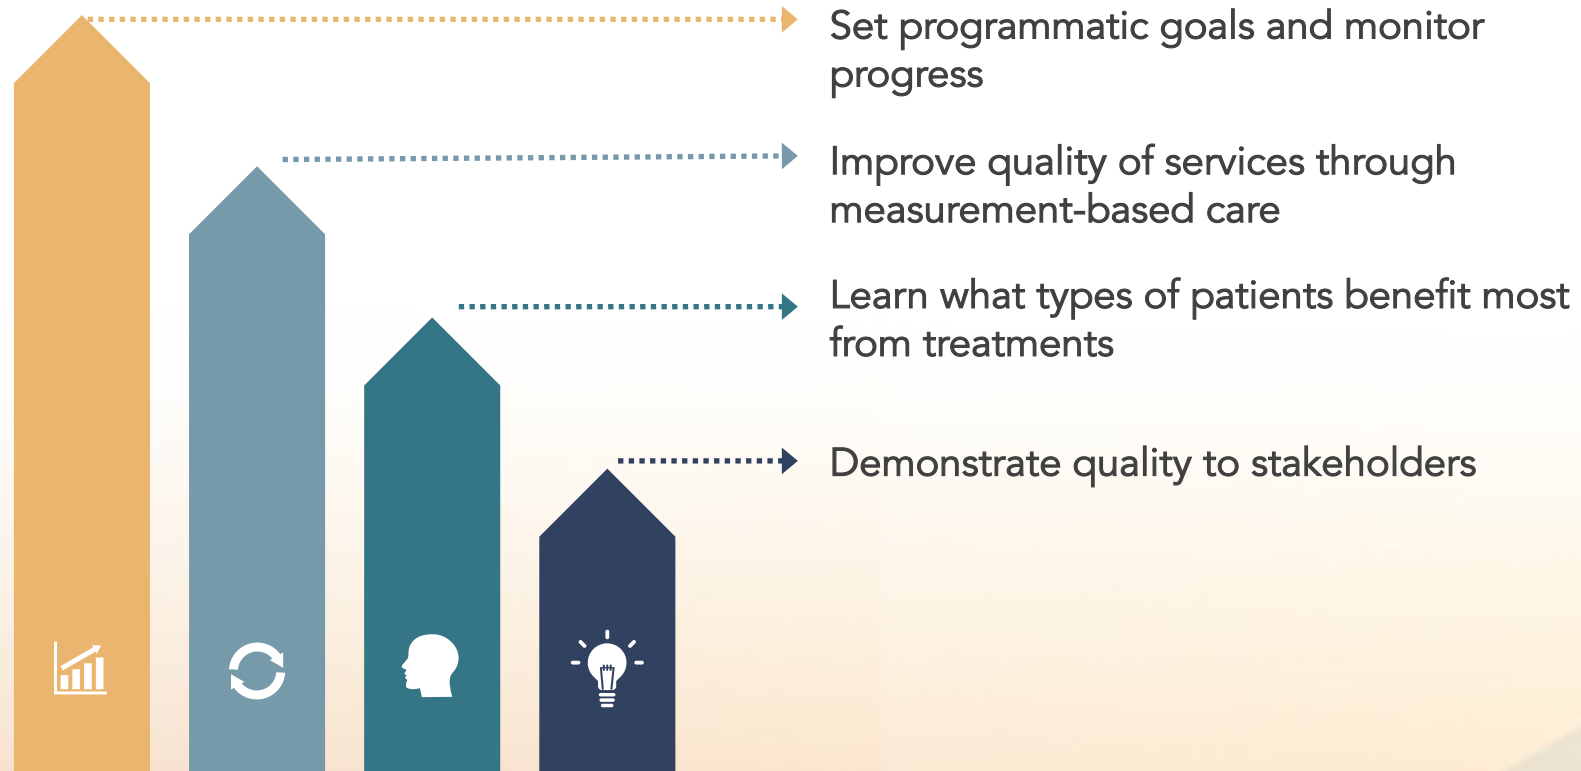 Set programmatic goals and monitor
progress
Improve quality of services through
measurement-based care
Learn what types of patients benefit most
from treatments
Demonstrate quality to stakeholders